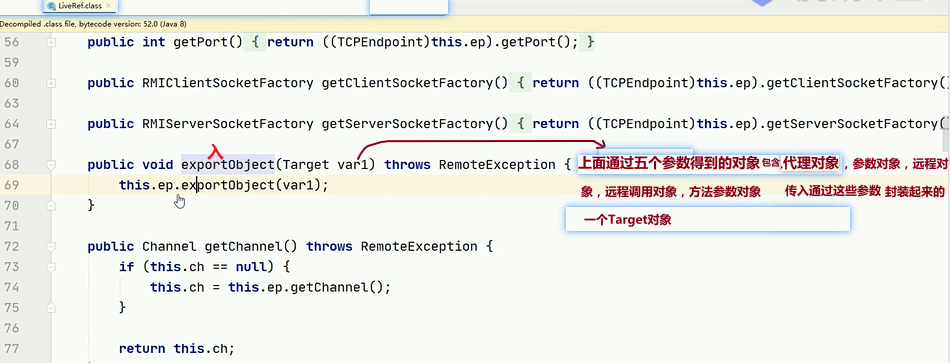 LiveRef.class
Decompiled .class file, bytecode version: 52.0 (Java 8)
56 public int getPort() { return ((TCPEndpoint)this.ep).getPort(); }
59
60 public RMIClientSocketFactory getClientSocketFactory() { return ((TCPEndpoint)this.ep).getClientSocketFactory()
63
64 public RMIServerSocketFactory getServerSocketFactory() { return ((TCPEndpoint)this.ep).getServerSocketFactory()
67
入
68 public void exportObject(Target var1) throws RemoteException { 上面通过五个参数得到的对象 包含 代理对象 ，参数对象，远程对
69 this.ep.exportObject(var1); 象，远程调用对象，方法参数对象 传入通过这些参数 封装起来的
70 }
一个Target对象
71
72 public Channel getChannel() throws RemoteException {
73 if (this.ch == null) {
74 this.ch = this.ep.getChannel();
75 }
76
77 return this.ch;